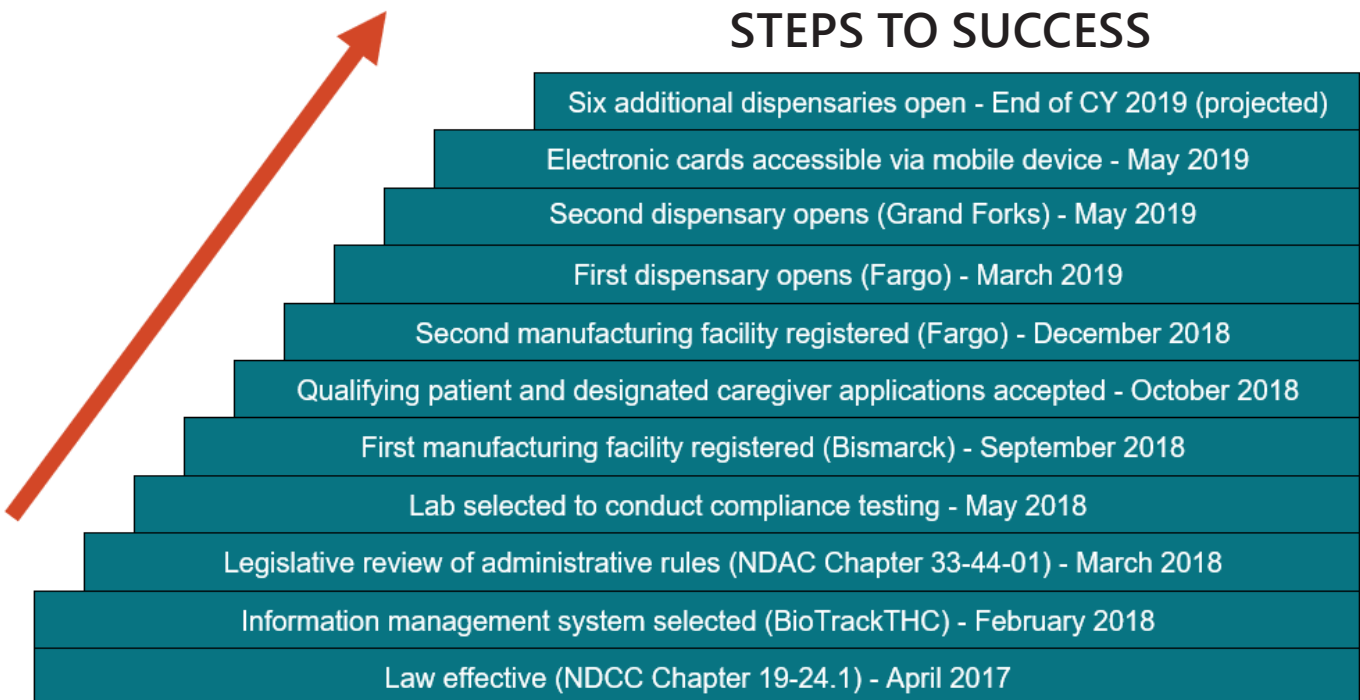 STEPS TO SUCCESS
Six additional dispensaries open - End of CY 2019 (projected)
Electronic cards accessible via mobile device - May 2019
Second dispensary opens (Grand Forks) - May 2019
First dispensary opens (Fargo) - March 2019
Second manufacturing facility registered (Fargo) - December 2018
Qualifying patient and designated caregiver applications accepted - October 2018
First manufacturing facility registered (Bismarck) - September 2018
Lab selected to conduct compliance testing - May 2018
Legislative review of administrative rules (NDAC Chapter 33-44-01) - March 2018
Information management system selected (BioTrackTHC) - February 2018
Law effective (NDCC Chapter 19-24.1) - April 2017